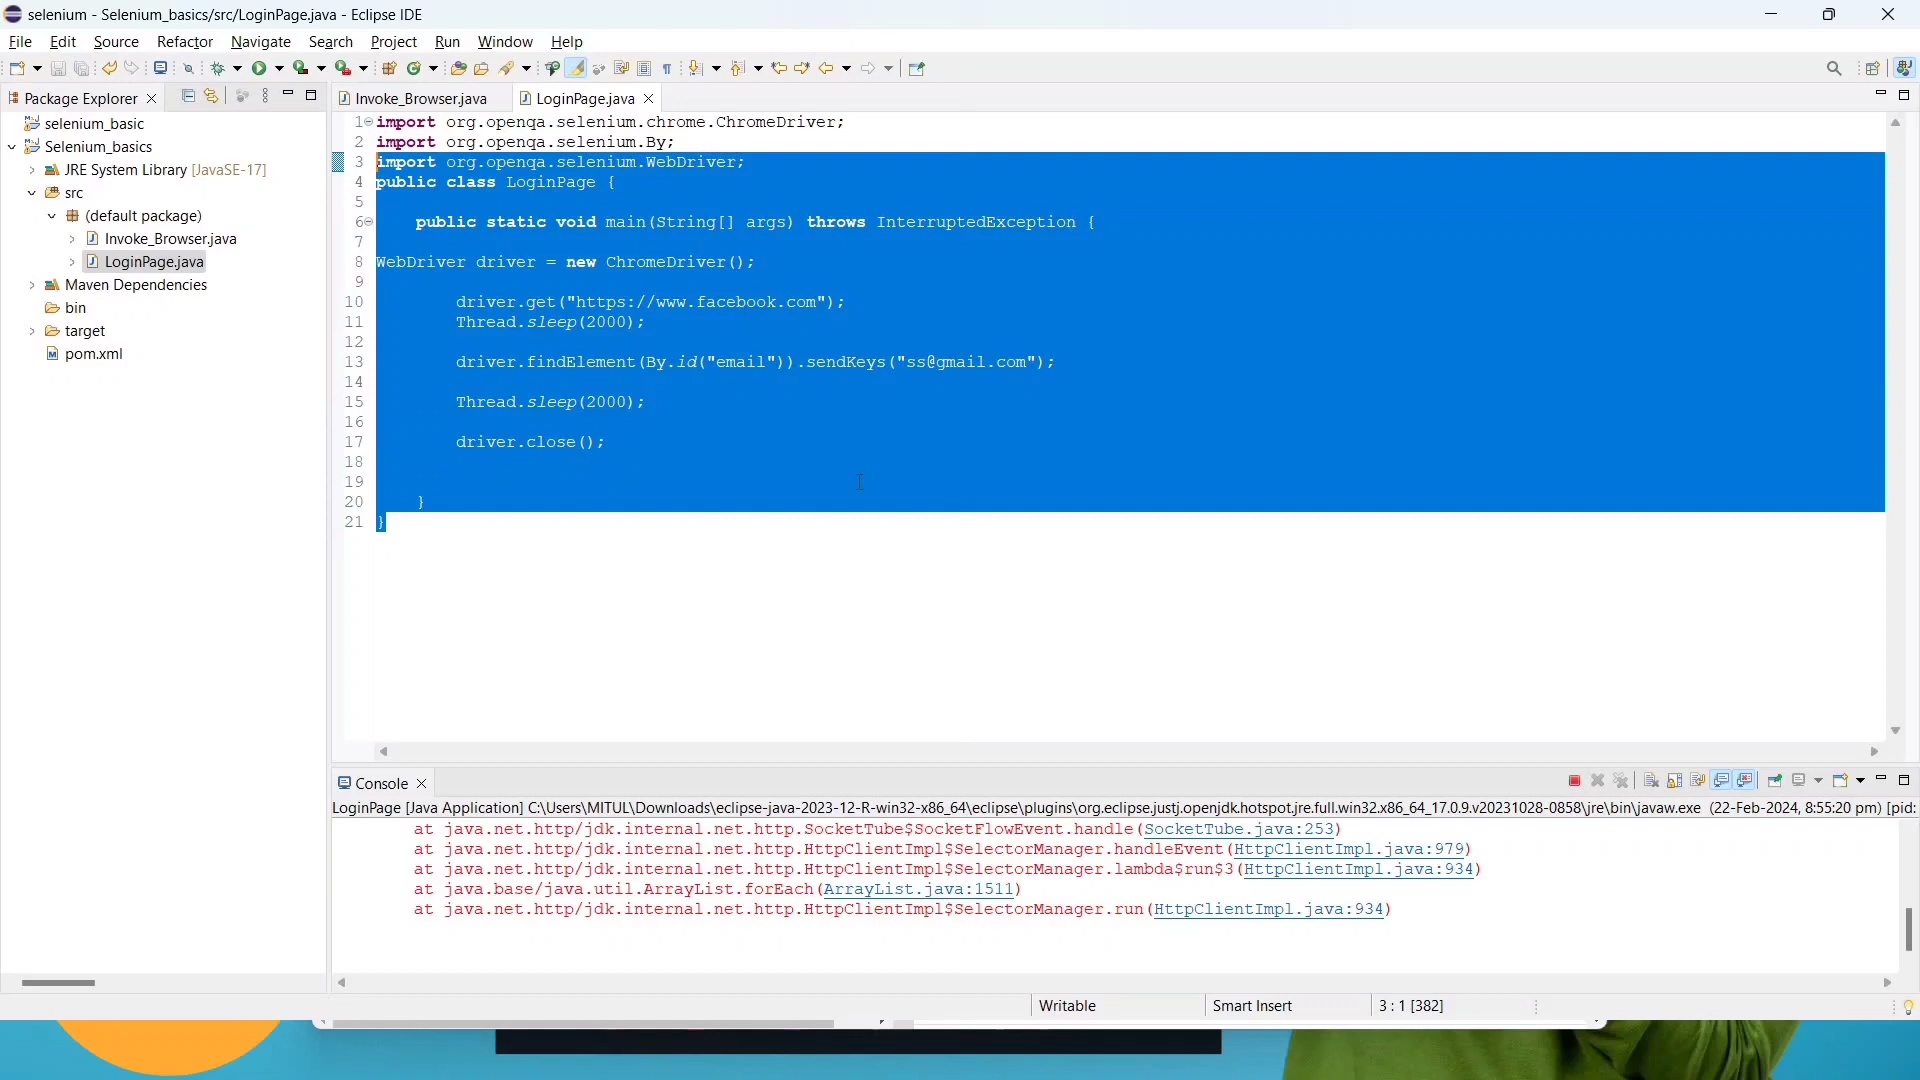 selenium - Selenium_basics/src/LoginPage.java - Eclipse IDE
File Edit Source Refactor Navigate Search Project Run Window Help
Package Explorer
Invoke_Browser.java
LoginPage.java
selenium_basic
Selenium_basics
JRE System Library [JavaSE-17]
src
(default package)
Invoke_Browser.java
LoginPage.java
Maven Dependencies
bin
target
pom.xml
1 import org.openqa.selenium.chrome.ChromeDriver;
2 import org.openqa.selenium.By;
3 import org.openqa.selenium.WebDriver;
4 public class LoginPage {
5
6 public static void main(String[] args) throws InterruptedException {
7
8 WebDriver driver = new ChromeDriver();
9
10 driver.get("https://www.facebook.com");
11 Thread.sleep(2000);
12
13 driver.findElement(By.id("email")).sendKeys("ss@gmail.com");
14
15 Thread.sleep(2000);
16
17 driver.close();
18
19
20 }
21 }
Console
LoginPage [Java Application] C:\Users\MITUL\Downloads\eclipse-java-2023-12-R-win32-x86_64\eclipse\plugins\org.eclipse.justj.openjdk.hotspot.jre.full.win32.x86_64_17.0.9.v20231028-0858\jre\bin\javaw.exe (22-Feb-2024, 8:55:20 pm) [pid:
at java.net.http/jdk.internal.net.http.SocketTube$SocketFlowEvent.handle(SocketTube.java:253)
at java.net.http/jdk.internal.net.http.HttpClientImpl$SelectorManager.handleEvent(HttpClientImpl.java:979)
at java.net.http/jdk.internal.net.http.HttpClientImpl$SelectorManager.lambda$run$3(HttpClientImpl.java:934)
at java.base/java.util.ArrayList.forEach(ArrayList.java:1511)
at java.net.http/jdk.internal.net.http.HttpClientImpl$SelectorManager.run(HttpClientImpl.java:934)
Writable
Smart Insert
3 : 1 [382]